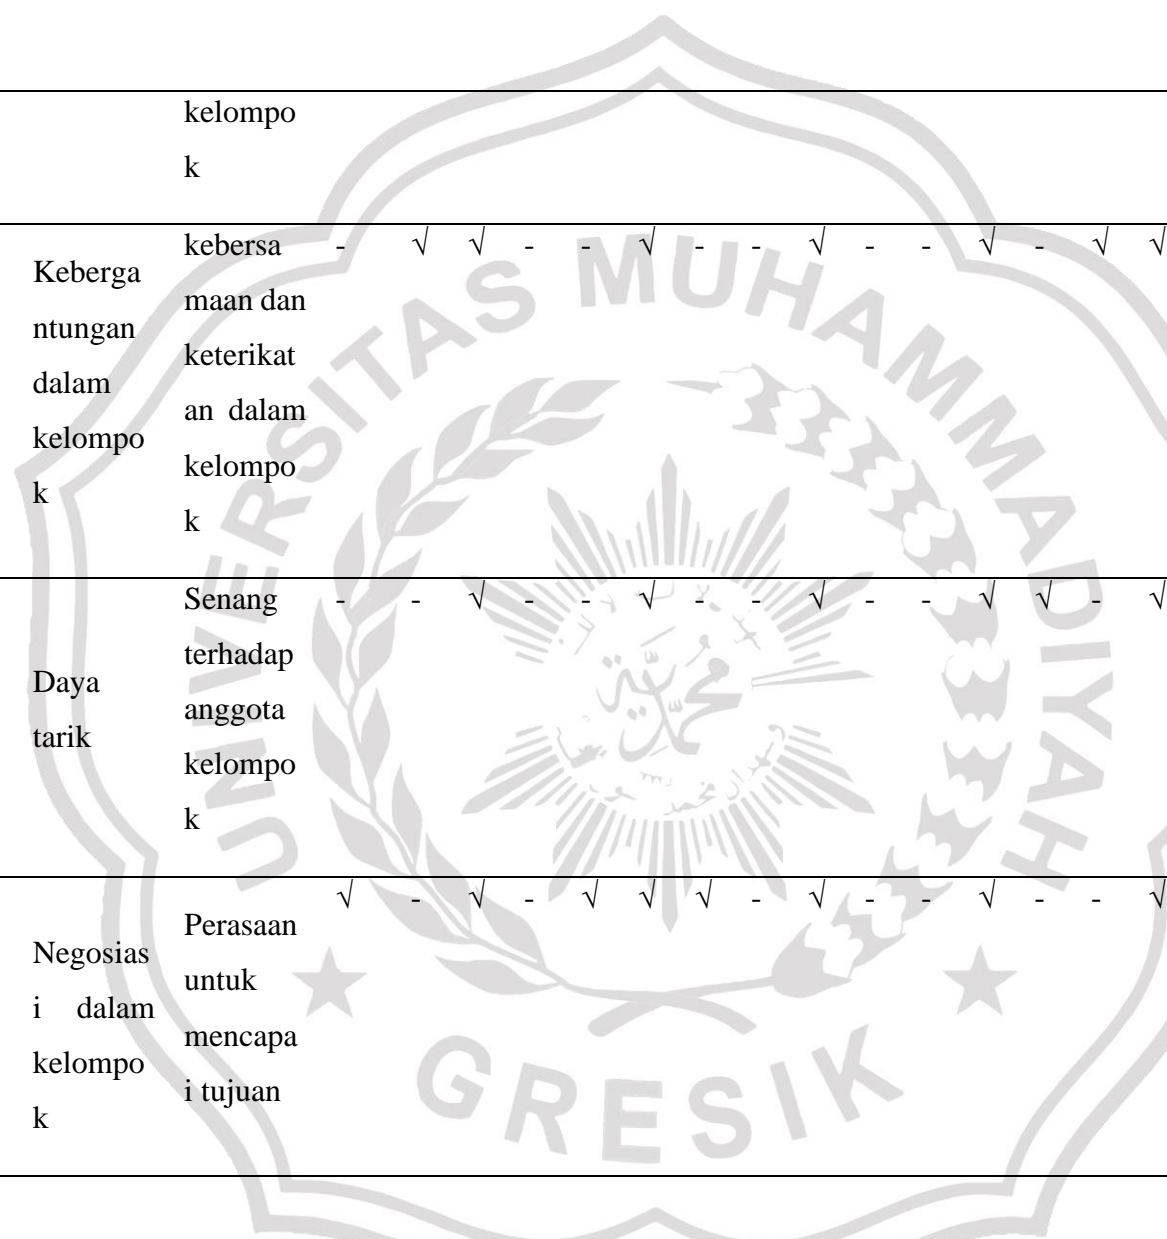 kelompo
k
Keberga
ntungan
dalam
kelompo
k
kebersa
maan dan
keterikat
an dalam
kelompo
k
- √ √ - - √ - - √ - - √ - √ √
Daya
tarik
Senang
terhadap
anggota
kelompo
k
- - √ - - √ - - √ - - √ √ - √
Negosias
i dalam
kelompo
k
Perasaan
untuk
mencapa
i tujuan
√ - √ - √ √ √ - √ - - √ - - √
UNIVERSITAS MUHAMMADIYAH
GRESIK